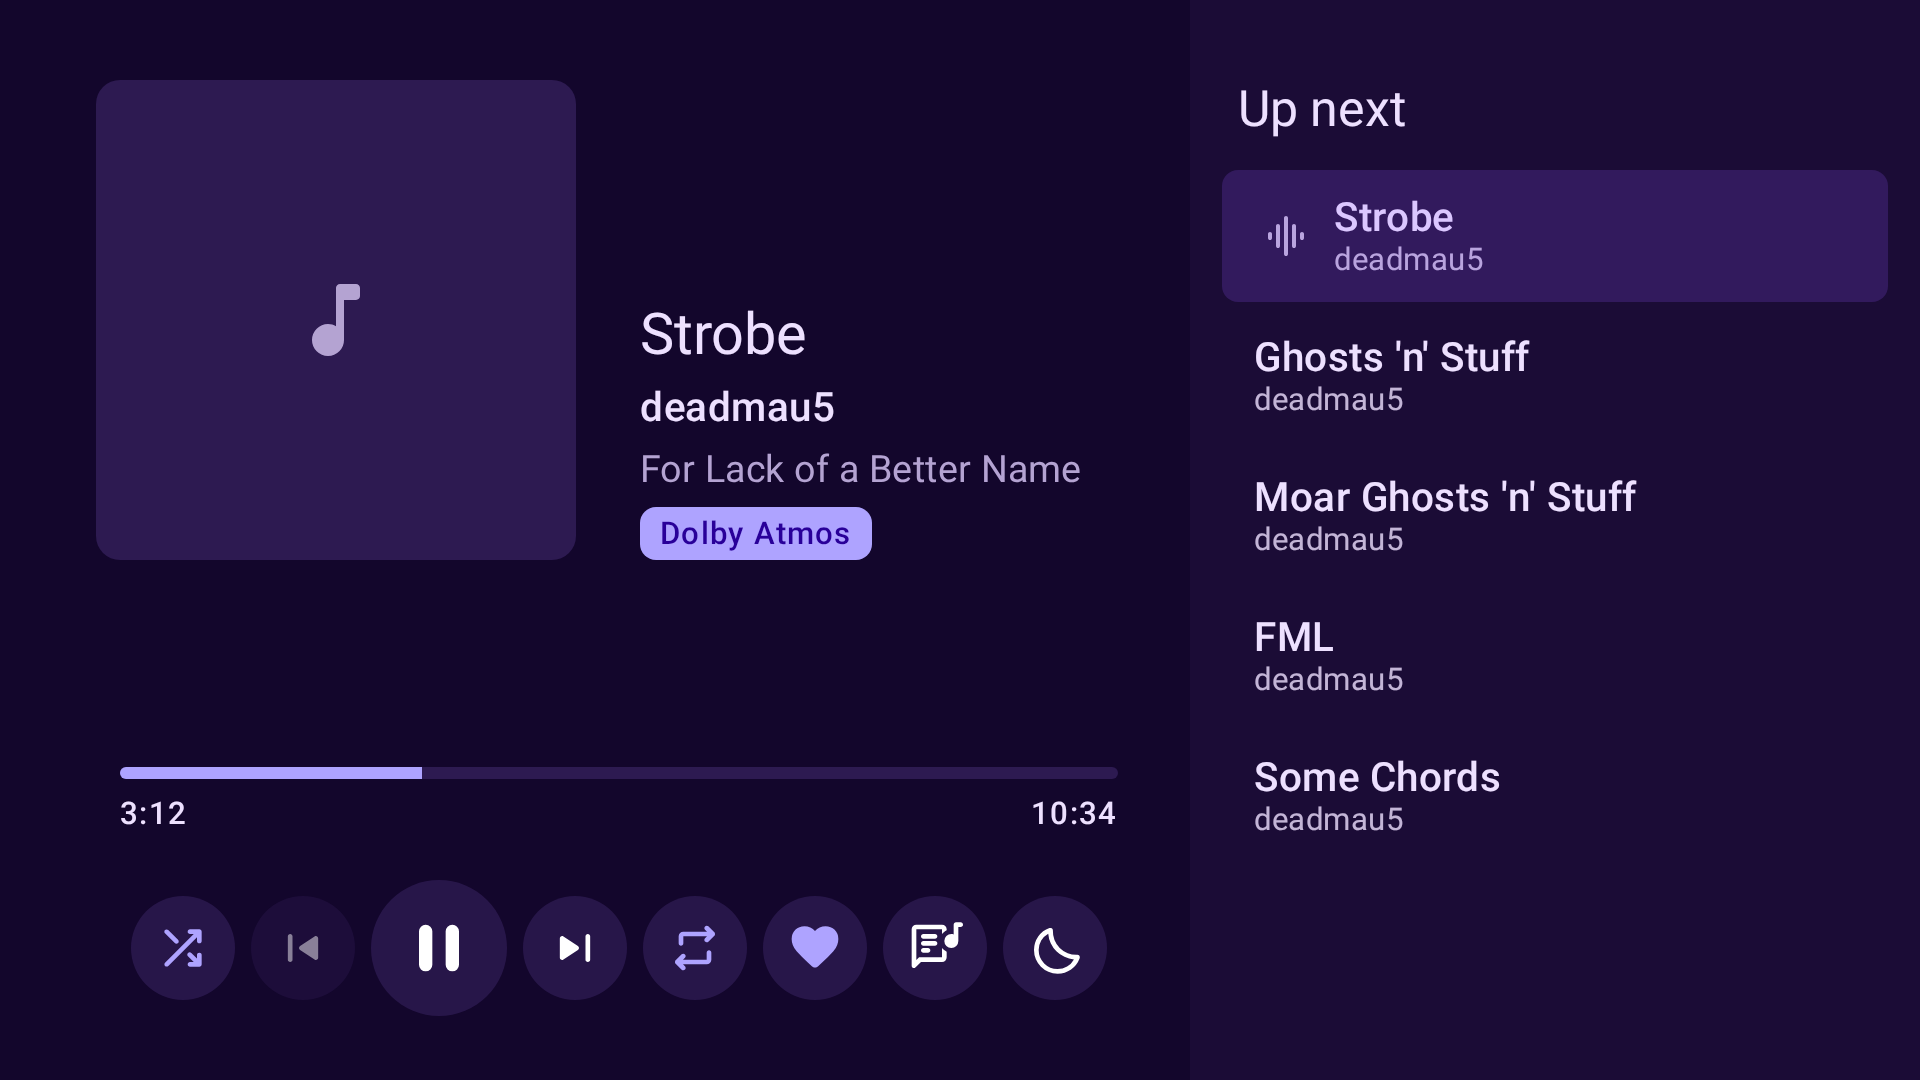 Strobe
deadmau5
For Lack of a Better Name
Dolby Atmos
3:12
10:34
Up next
Strobe
deadmau5
Ghosts 'n' Stuff
deadmau5
Moar Ghosts 'n' Stuff
deadmau5
FML
deadmau5
Some Chords
deadmau5